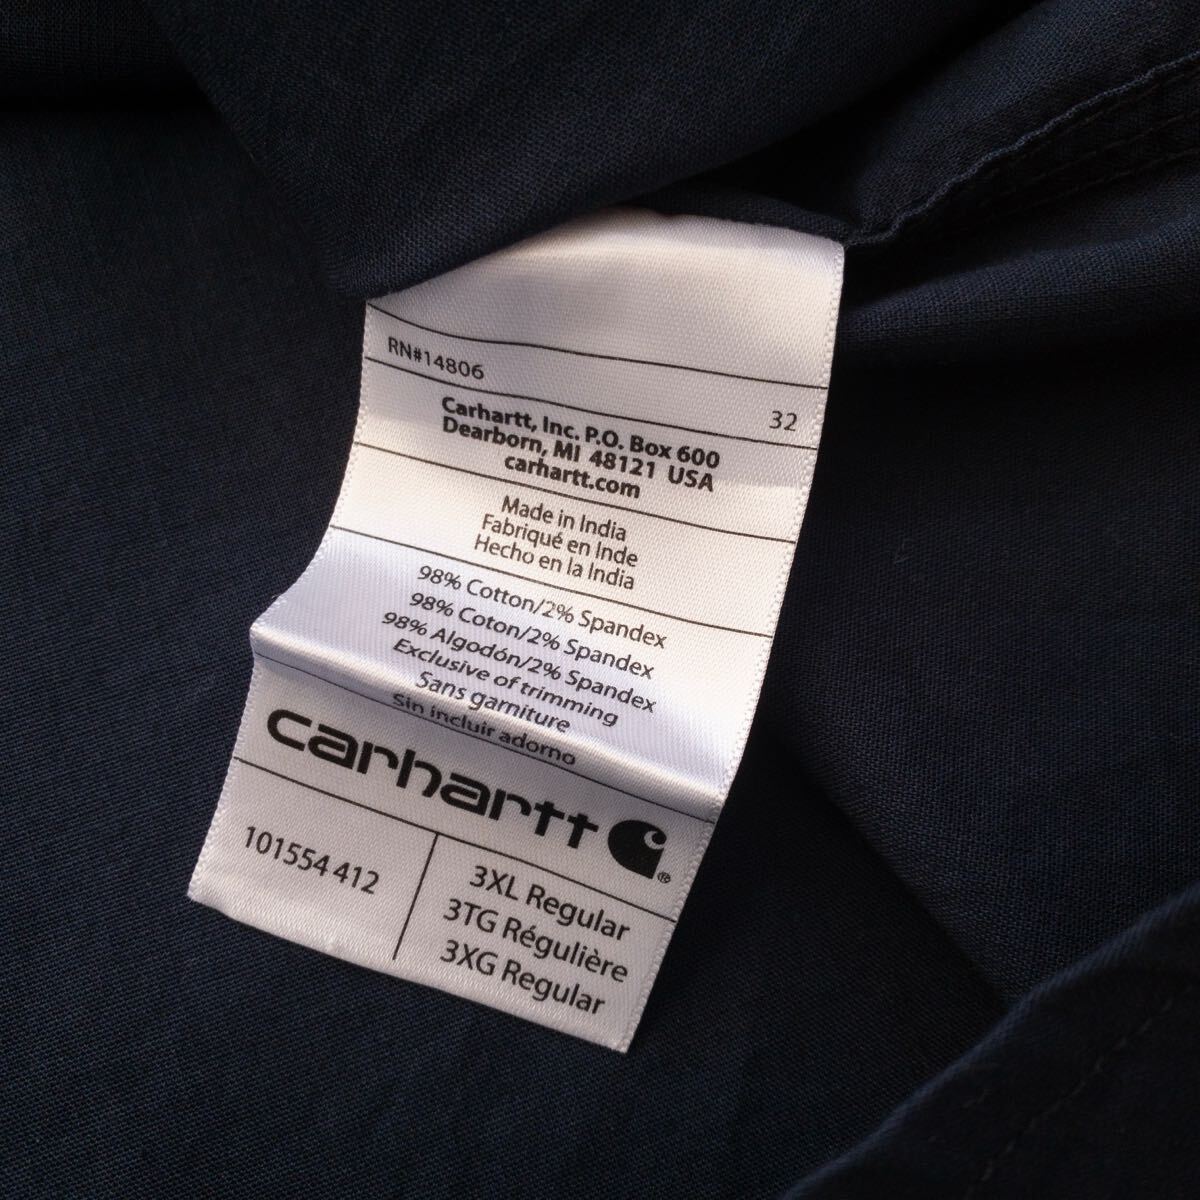 RN#14806
32
Carhartt, Inc. P.O. Box 600
Dearborn, MI 48121 USA
carhartt.com
Made in India
Fabriqué en Inde
Hecho en la India
98% Cotton/2% Spandex
98% Coton/2% Spandex
98% Algodón/2% Spandex
Exclusive of trimming
Sans garniture
Sin incluir adorno
carhartt ®
101554 412
3XL Regular
3TG Régulière
3XG Regular